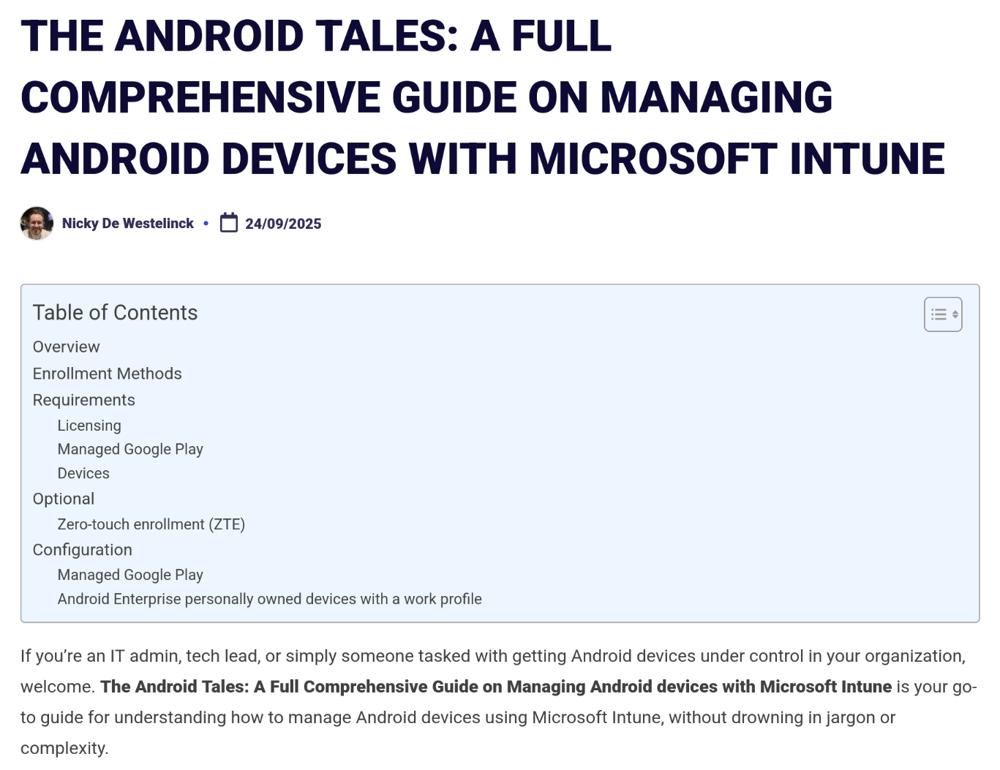 THE ANDROID TALES: A FULL
COMPREHENSIVE GUIDE ON MANAGING
ANDROID DEVICES WITH MICROSOFT INTUNE
Nicky De Westelinck • 24/09/2025
Table of Contents
Overview
Enrollment Methods
Requirements
Licensing
Managed Google Play
Devices
Optional
Zero-touch enrollment (ZTE)
Configuration
Managed Google Play
Android Enterprise personally owned devices with a work profile
If you’re an IT admin, tech lead, or simply someone tasked with getting Android devices under control in your organization,
welcome. The Android Tales: A Full Comprehensive Guide on Managing Android devices with Microsoft Intune is your go-
to guide for understanding how to manage Android devices using Microsoft Intune, without drowning in jargon or
complexity.